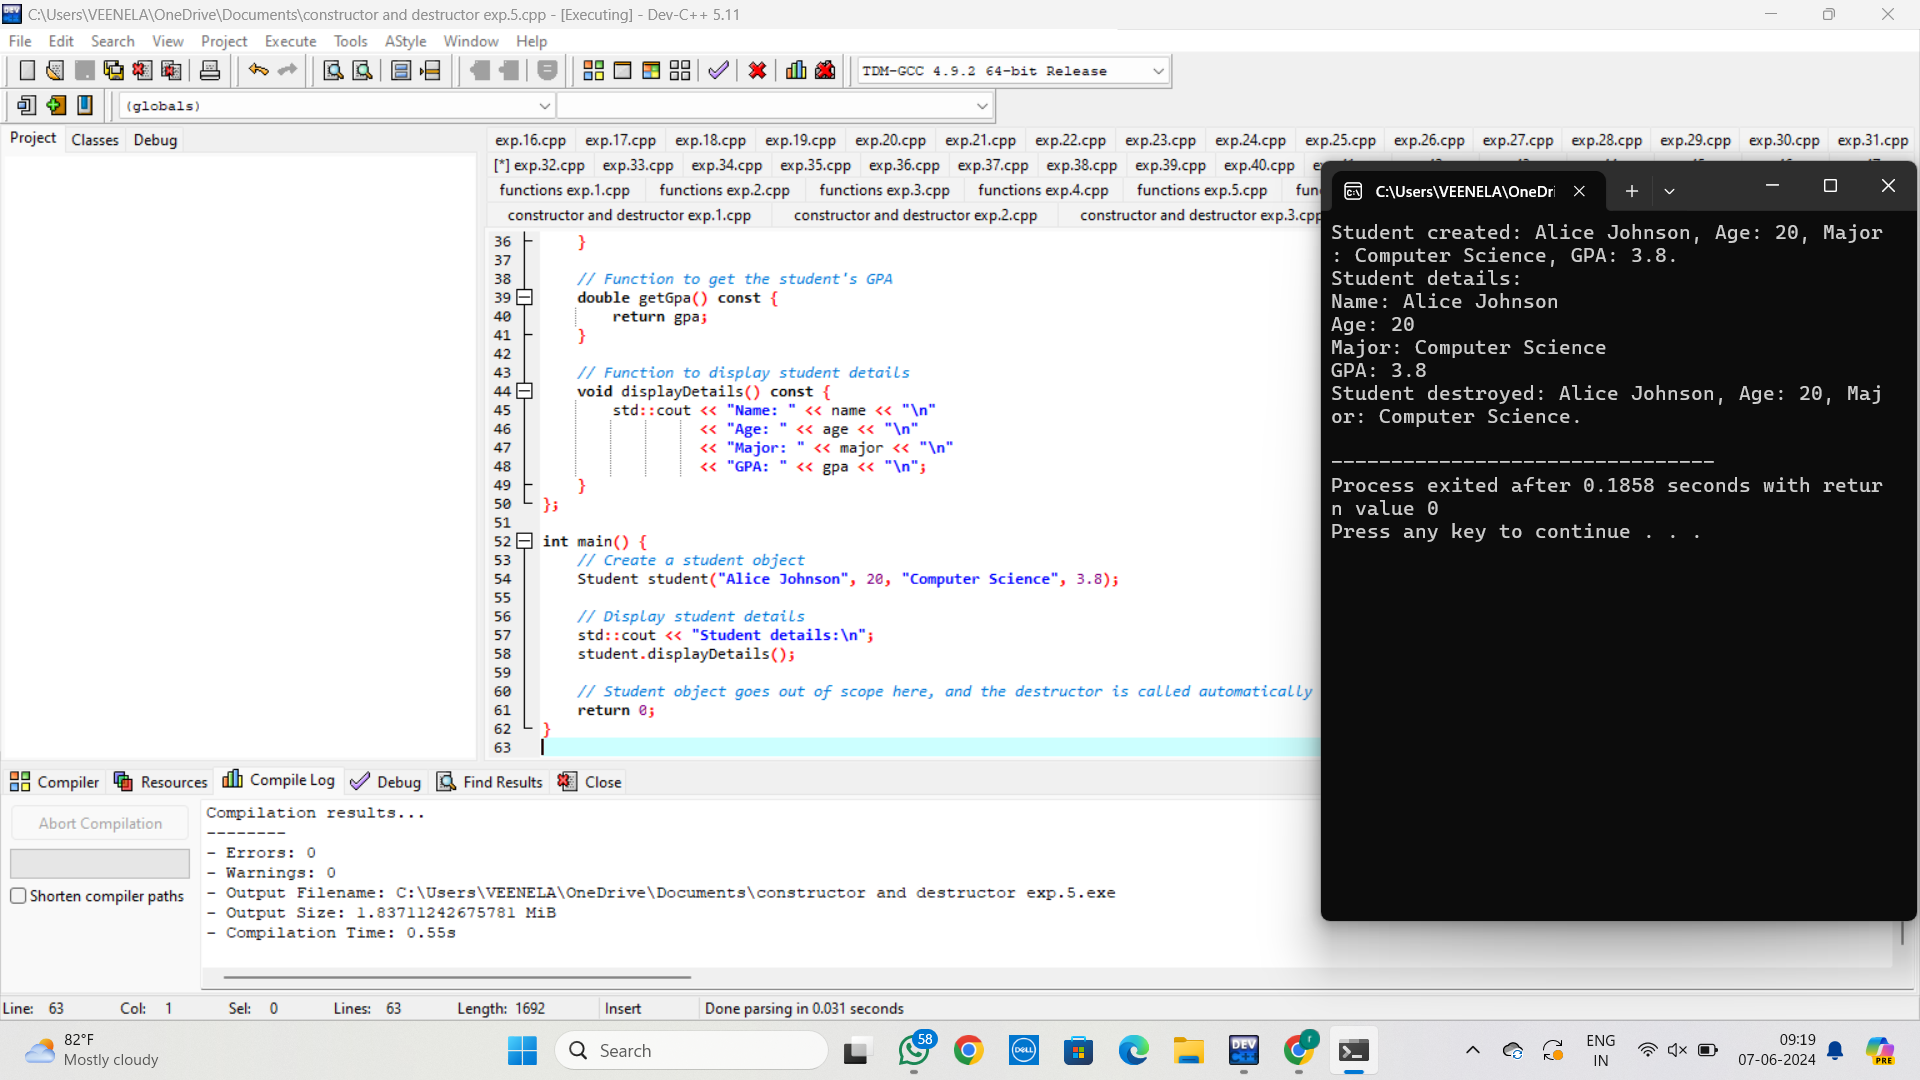 C:\Users\VEENELA\OneDrive\Documents\constructor and destructor exp.5.cpp - [Executing] - Dev-C++ 5.11
File Edit Search View Project Execute Tools AStyle Window Help
TDM-GCC 4.9.2 64-bit Release
(globals)
Project Classes Debug
exp.16.cpp exp.17.cpp exp.18.cpp exp.19.cpp exp.20.cpp exp.21.cpp exp.22.cpp exp.23.cpp exp.24.cpp exp.25.cpp exp.26.cpp exp.27.cpp exp.28.cpp exp.29.cpp exp.30.cpp exp.31.cpp
[*] exp.32.cpp exp.33.cpp exp.34.cpp exp.35.cpp exp.36.cpp exp.37.cpp exp.38.cpp exp.39.cpp exp.40.cpp
functions exp.1.cpp functions exp.2.cpp functions exp.3.cpp functions exp.4.cpp functions exp.5.cpp
constructor and destructor exp.1.cpp constructor and destructor exp.2.cpp constructor and destructor exp.3.cpp
36 }
37
38 // Function to get the student's GPA
39 double getGpa() const {
40 return gpa;
41 }
42
43 // Function to display student details
44 void displayDetails() const {
45 std::cout << "Name: " << name << "\n"
46 << "Age: " << age << "\n"
47 << "Major: " << major << "\n"
48 << "GPA: " << gpa << "\n";
49 }
50 };
51
52 int main() {
53 // Create a student object
54 Student student("Alice Johnson", 20, "Computer Science", 3.8);
55
56 // Display student details
57 std::cout << "Student details:\n";
58 student.displayDetails();
59
60 // Student object goes out of scope here, and the destructor is called automatically
61 return 0;
62 }
63
C:\Users\VEENELA\OneDri
Student created: Alice Johnson, Age: 20, Major
: Computer Science, GPA: 3.8.
Student details:
Name: Alice Johnson
Age: 20
Major: Computer Science
GPA: 3.8
Student destroyed: Alice Johnson, Age: 20, Maj
or: Computer Science.
--------------------------------
Process exited after 0.1858 seconds with retur
n value 0
Press any key to continue . . .
Compiler Resources Compile Log Debug Find Results Close
Abort Compilation
Shorten compiler paths
Compilation results...
--------
- Errors: 0
- Warnings: 0
- Output Filename: C:\Users\VEENELA\OneDrive\Documents\constructor and destructor exp.5.exe
- Output Size: 1.83711242675781 MiB
- Compilation Time: 0.55s
Line: 63 Col: 1 Sel: 0 Lines: 63 Length: 1692 Insert Done parsing in 0.031 seconds
82°F
Mostly cloudy
Search
58
DELL
DEV
r
ENG
IN
09:19
07-06-2024
PRE